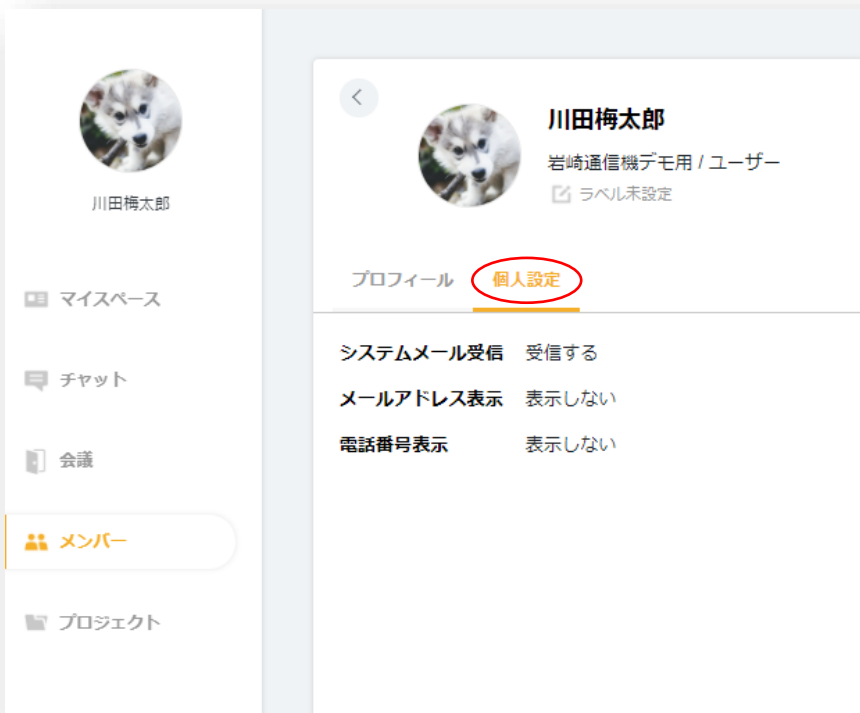 川田梅太郎
マイスペース
チャット
会議
メンバー
プロジェクト
川田梅太郎
岩崎通信機デモ用 / ユーザー
ラベル未設定
プロフィール 個人設定
システムメール受信 受信する
メールアドレス表示 表示しない
電話番号表示 表示しない